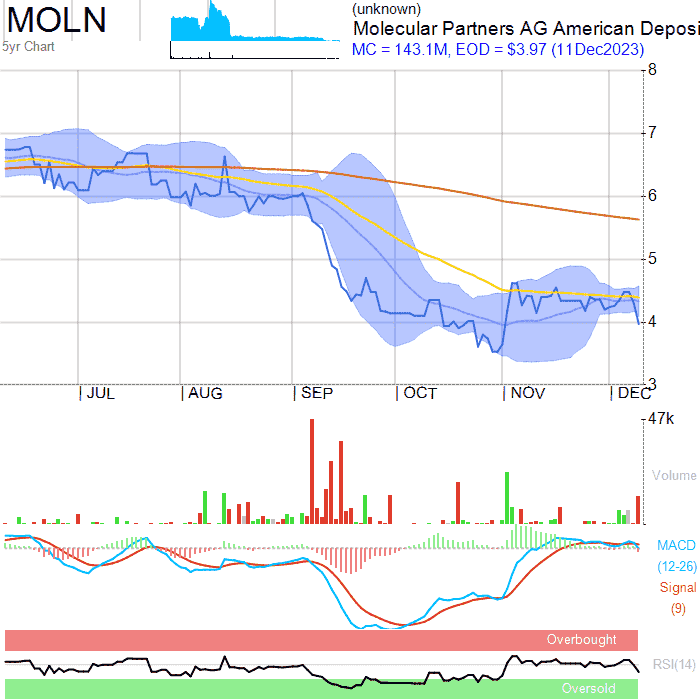 MOLN
5yr Chart
(unknown)
Molecular Partners AG American Deposi
MC = 143.1M, EOD = $3.97 (11Dec2023)
8
7
6
5
4
3
| JUL | AUG | SEP | OCT | NOV | DEC
47k
Volume
MACD
(12-26)
Signal
(9)
Overbought
RSI(14)
Oversold